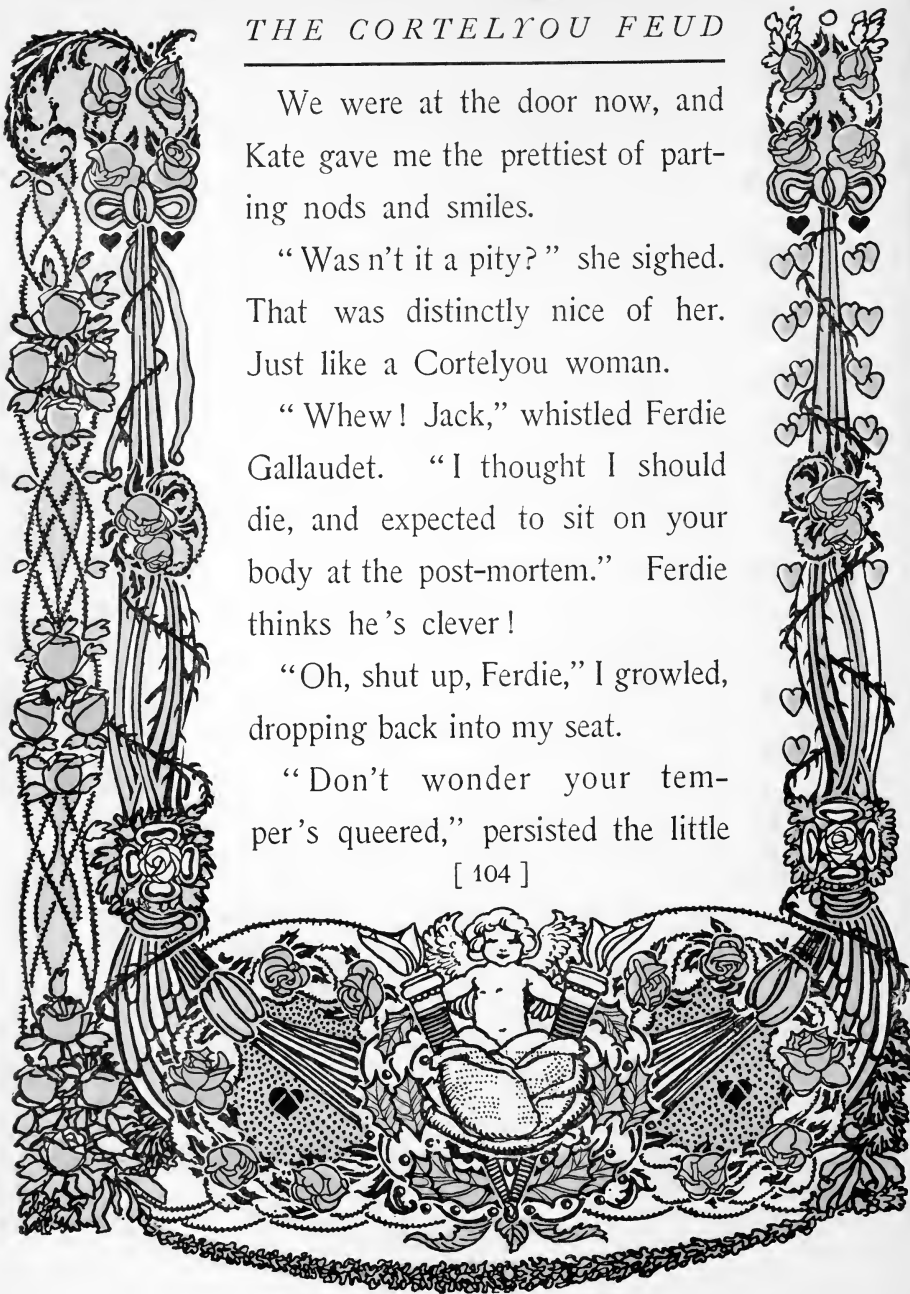 THE CORTELYOU FEUD
We were at the door now, and
Kate gave me the prettiest of part-
ing nods and smiles.
“Was n't it a pity?” she sighed.
That was distinctly nice of her.
Just like a Cortelyou woman.
“Whew! Jack,” whistled Ferdie
Gallaudet. “I thought I should
die, and expected to sit on your
body at the post-mortem.” Ferdie
thinks he's clever!
“Oh, shut up, Ferdie,” I growled,
dropping back into my seat.
“Don't wonder your tem-
per's queered,” persisted the little
[ 104 ]